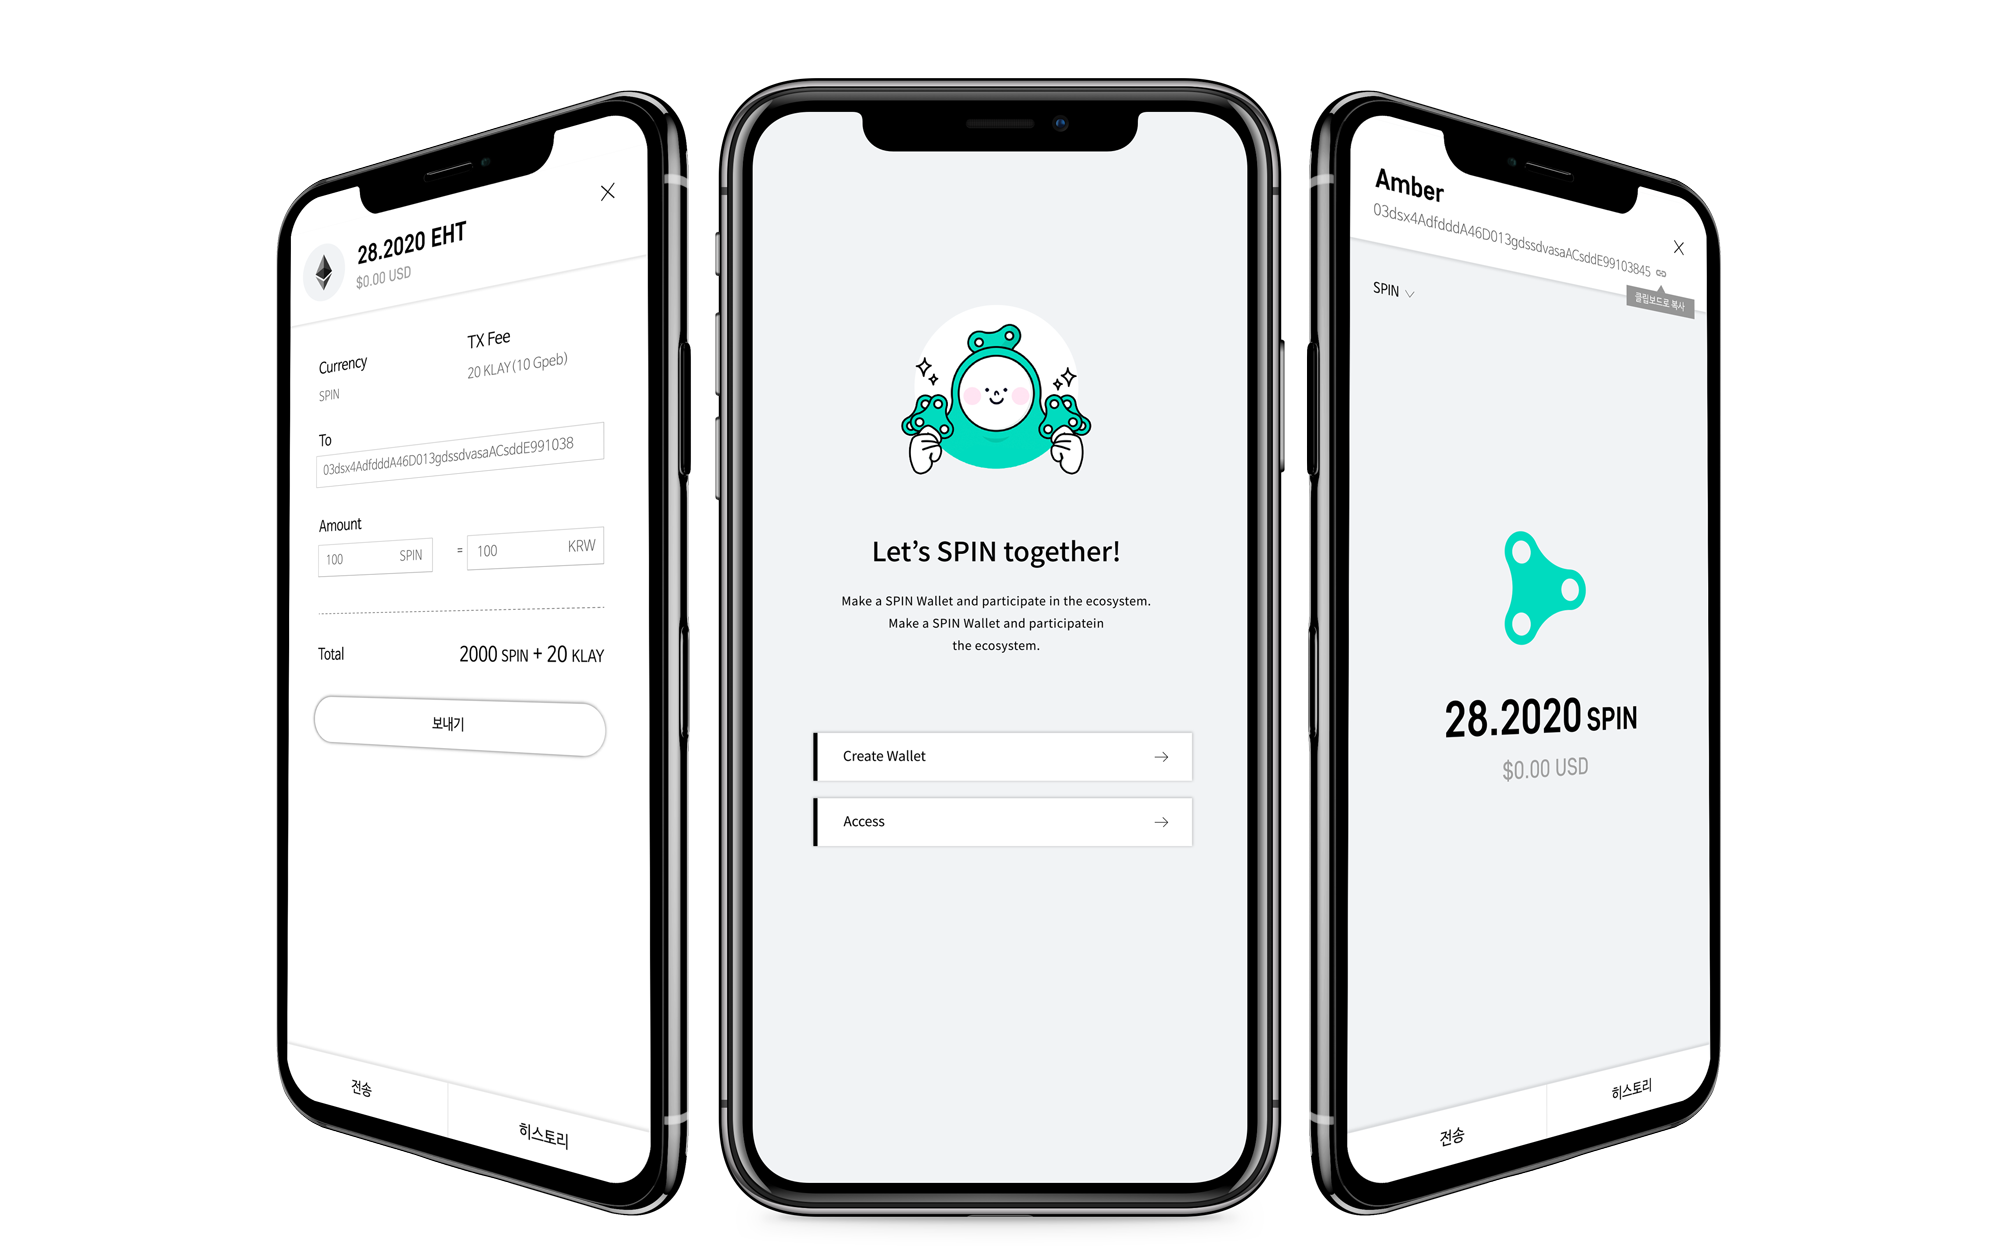 28.2020 EHT
$0.00 USD
Currency
SPIN
TX Fee
20 KLAY (10 Gpeb)
To
03dsx4AdfdddA46D013gdssdvasaACsddE991038
Amount
100 SPIN = 100 KRW
Total 2000 SPIN + 20 KLAY
보내기
전송
히스토리
Let's SPIN together!
Make a SPIN Wallet and participate in the ecosystem.
Make a SPIN Wallet and participatein
the ecosystem.
Create Wallet
Access
Amber
03dsx4AdfdddA46D013gdssdvasaACsddE99103845
클립보드로 복사
SPIN
28.2020 SPIN
$0.00 USD
전송
히스토리